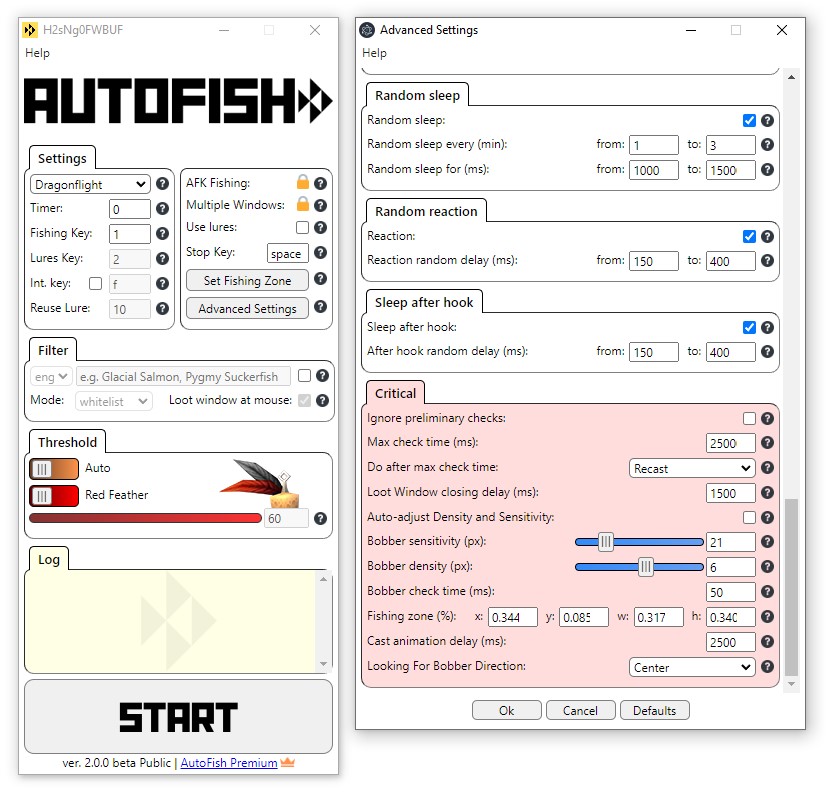 H2sNg0FWBUF
Help
AUTOFISH
Settings
Dragonflight
Timer: 0
Fishing Key: 1
Lures Key: 2
Int. key: f
Reuse Lure: 10
AFK Fishing:
Multiple Windows:
Use lures:
Stop Key: space
Set Fishing Zone
Advanced Settings
Filter
eng e.g. Glacial Salmon, Pygmy Suckerfish
Mode: whitelist Loot window at mouse:
Threshold
Auto
Red Feather
60
Log
START
ver. 2.0.0 beta Public | AutoFish Premium
Advanced Settings
Help
Random sleep
Random sleep:
Random sleep every (min): from: 1 to: 3
Random sleep for (ms): from: 1000 to: 1500
Random reaction
Reaction:
Reaction random delay (ms): from: 150 to: 400
Sleep after hook
Sleep after hook:
After hook random delay (ms): from: 150 to: 400
Critical
Ignore preliminary checks:
Max check time (ms): 2500
Do after max check time: Recast
Loot Window closing delay (ms): 1500
Auto-adjust Density and Sensitivity:
Bobber sensitivity (px): 21
Bobber density (px): 6
Bobber check time (ms): 50
Fishing zone (%): x: 0.344 y: 0.085 w: 0.317 h: 0.340
Cast animation delay (ms): 2500
Looking For Bobber Direction: Center
Ok Cancel Defaults